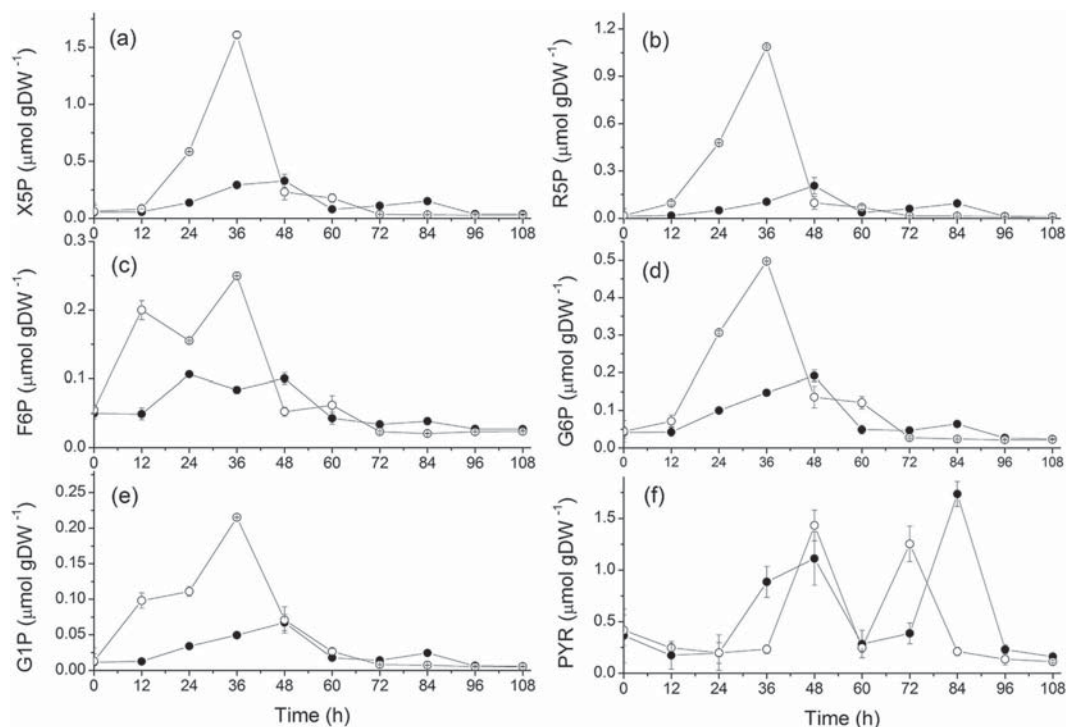 (a)
X5P (μmol gDW⁻¹)
1.5
1.0
0.5
0.0
0 12 24 36 48 60 72 84 96 108
(b)
R5P (μmol gDW⁻¹)
1.2
0.9
0.6
0.3
0.0
0 12 24 36 48 60 72 84 96 108
(c)
F6P (μmol gDW⁻¹)
0.3
0.2
0.1
0.0
0 12 24 36 48 60 72 84 96 108
(d)
G6P (μmol gDW⁻¹)
0.5
0.4
0.3
0.2
0.1
0.0
0 12 24 36 48 60 72 84 96 108
(e)
G1P (μmol gDW⁻¹)
0.25
0.20
0.15
0.10
0.05
0.00
0 12 24 36 48 60 72 84 96 108
Time (h)
(f)
PYR (μmol gDW⁻¹)
1.5
1.0
0.5
0.0
0 12 24 36 48 60 72 84 96 108
Time (h)